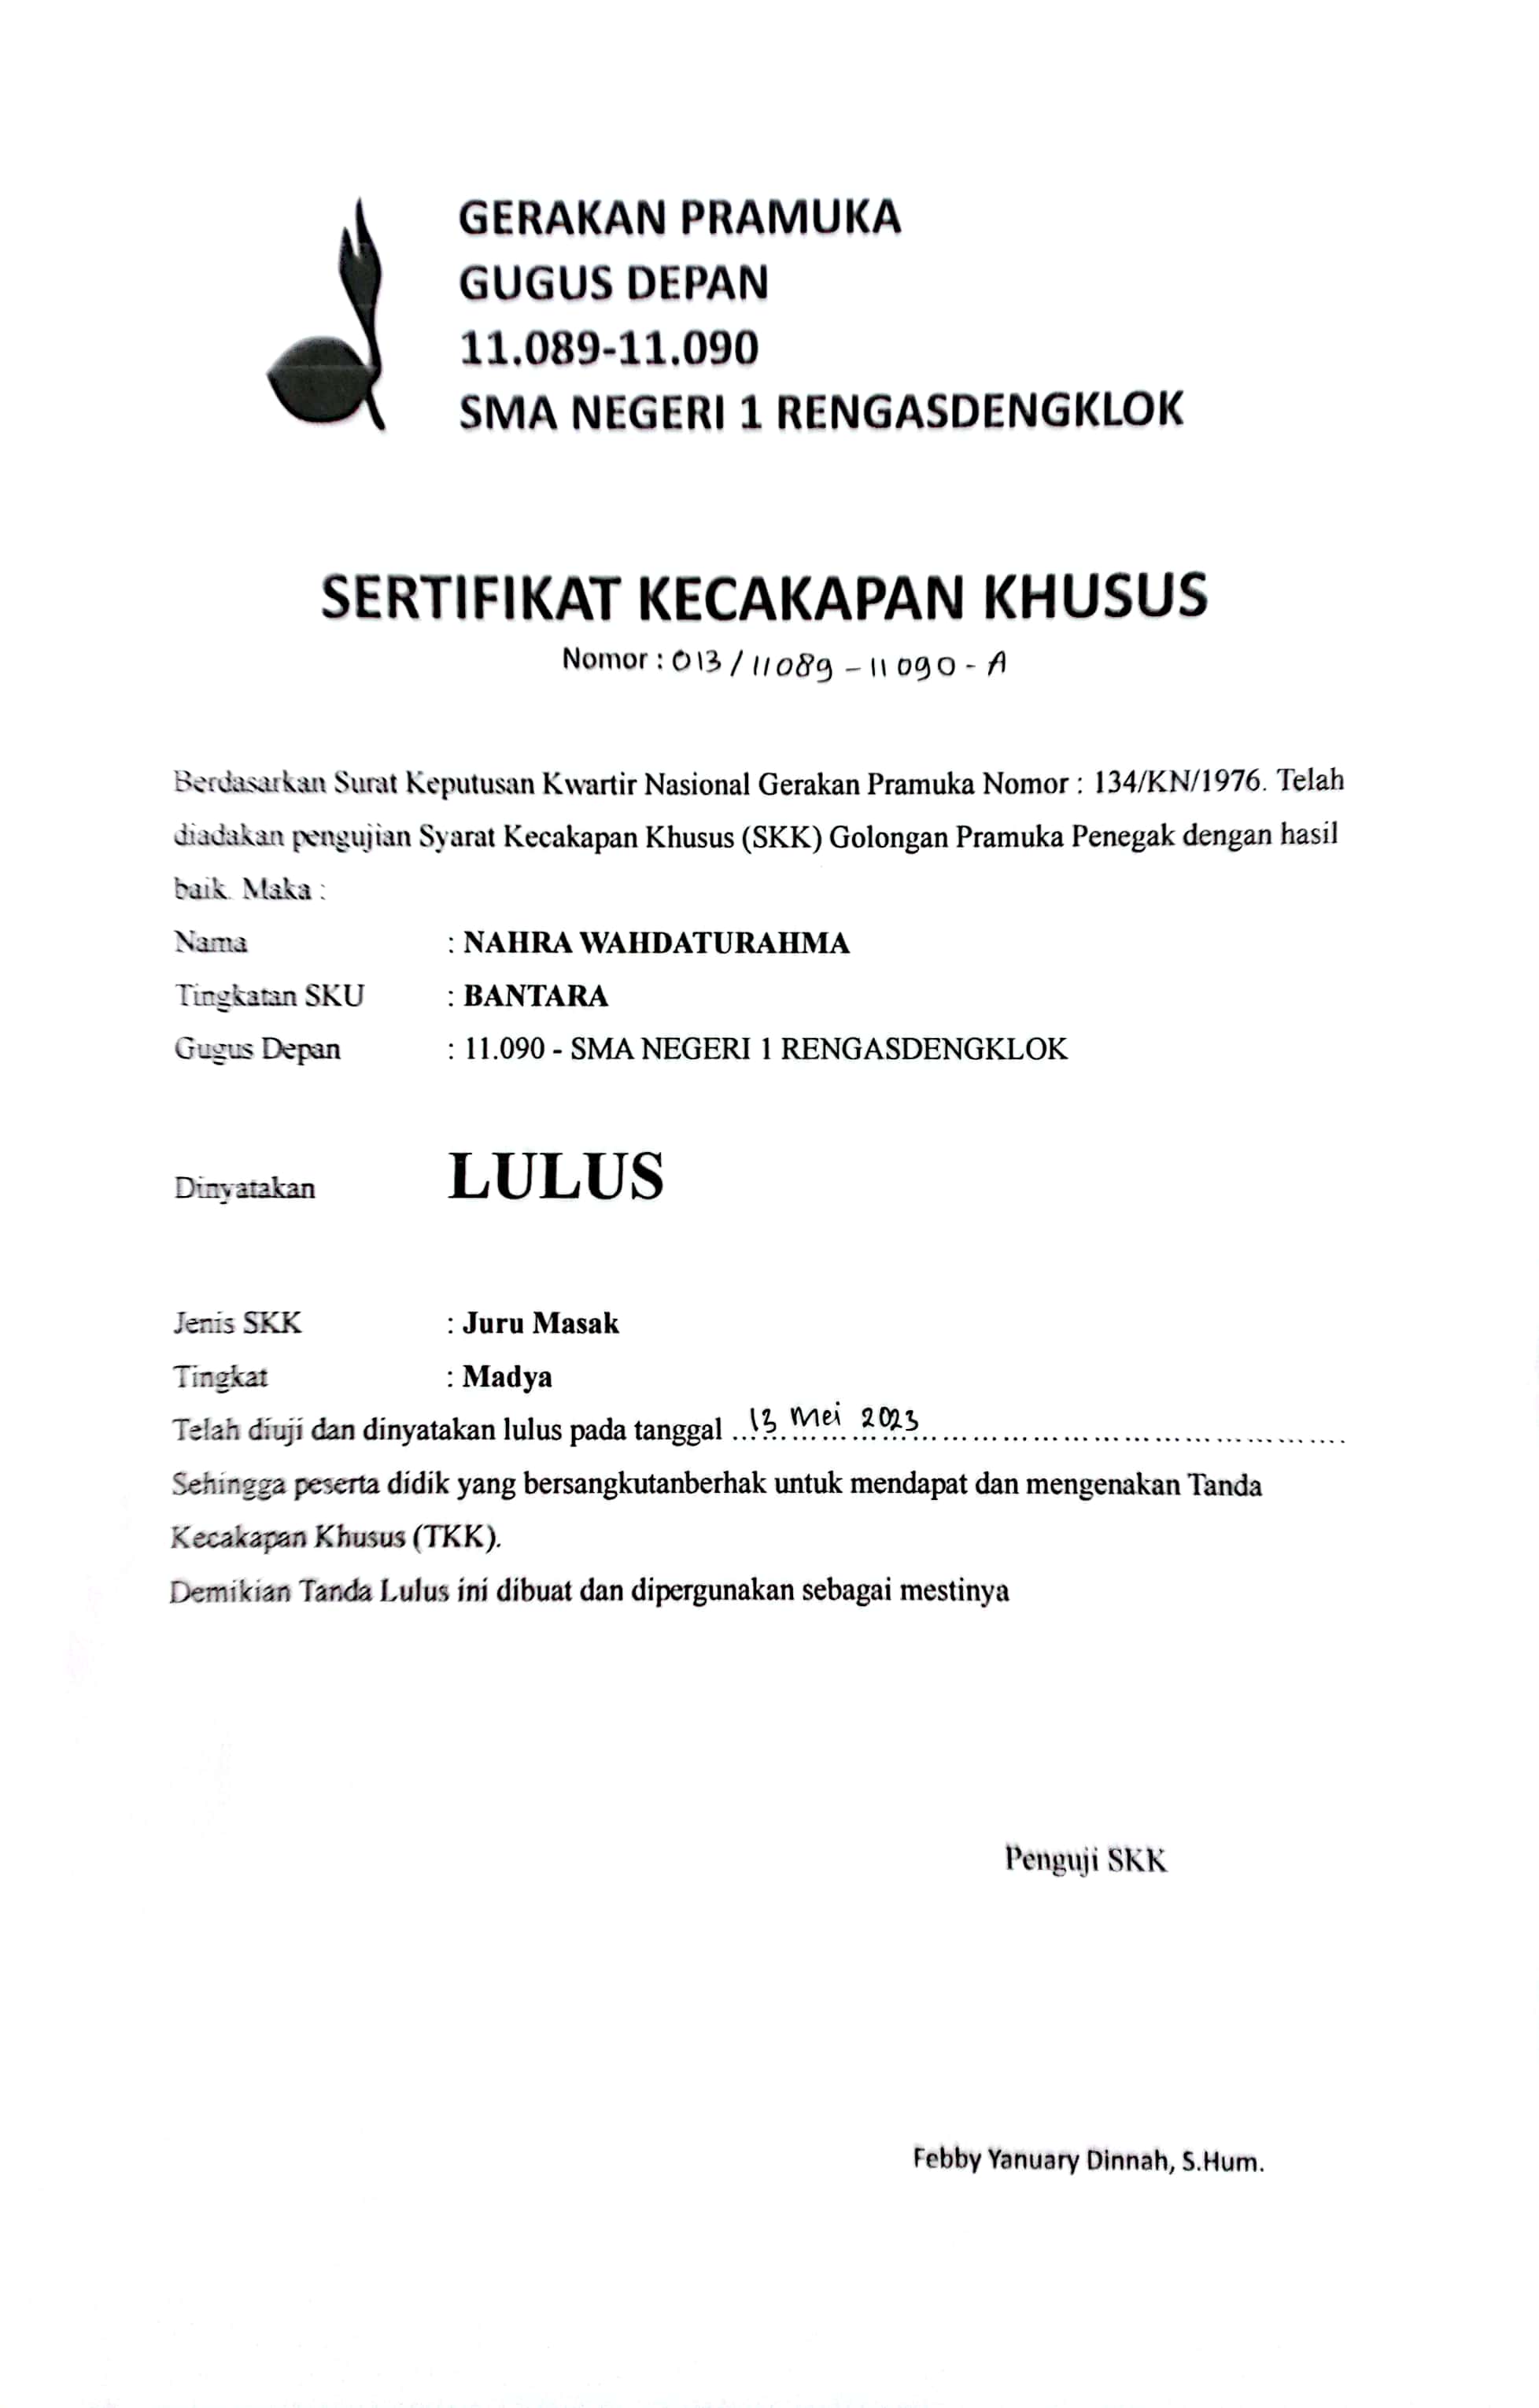 GERAKAN PRAMUKA
GUGUS DEPAN
11.089-11.090
SMA NEGERI 1 RENGASDENGKLOK
SERTIFIKAT KECAKAPAN KHUSUS
Nomor : 013/11089-11090-A
Berdasarkan Surat Keputusan Kwartir Nasional Gerakan Pramuka Nomor : 134/KN/1976. Telah
diadakan pengujian Syarat Kecakapan Khusus (SKK) Golongan Pramuka Penegak dengan hasil
baik. Maka :
Nama : NAHRA WAHDATURAHMA
Tingkatan SKU : BANTARA
Gugus Depan : 11.090 - SMA NEGERI 1 RENGASDENGKLOK
Dinyatakan LULUS
Jenis SKK : Juru Masak
Tingkat : Madya
Telah diuji dan dinyatakan lulus pada tanggal 13 Mei 2023
Sehingga peserta didik yang bersangkutanberhak untuk mendapat dan mengenakan Tanda
Kecakapan Khusus (TKK).
Demikian Tanda Lulus ini dibuat dan dipergunakan sebagai mestinya
Penguji SKK
Febby Yanuary Dinnah, S.Hum.